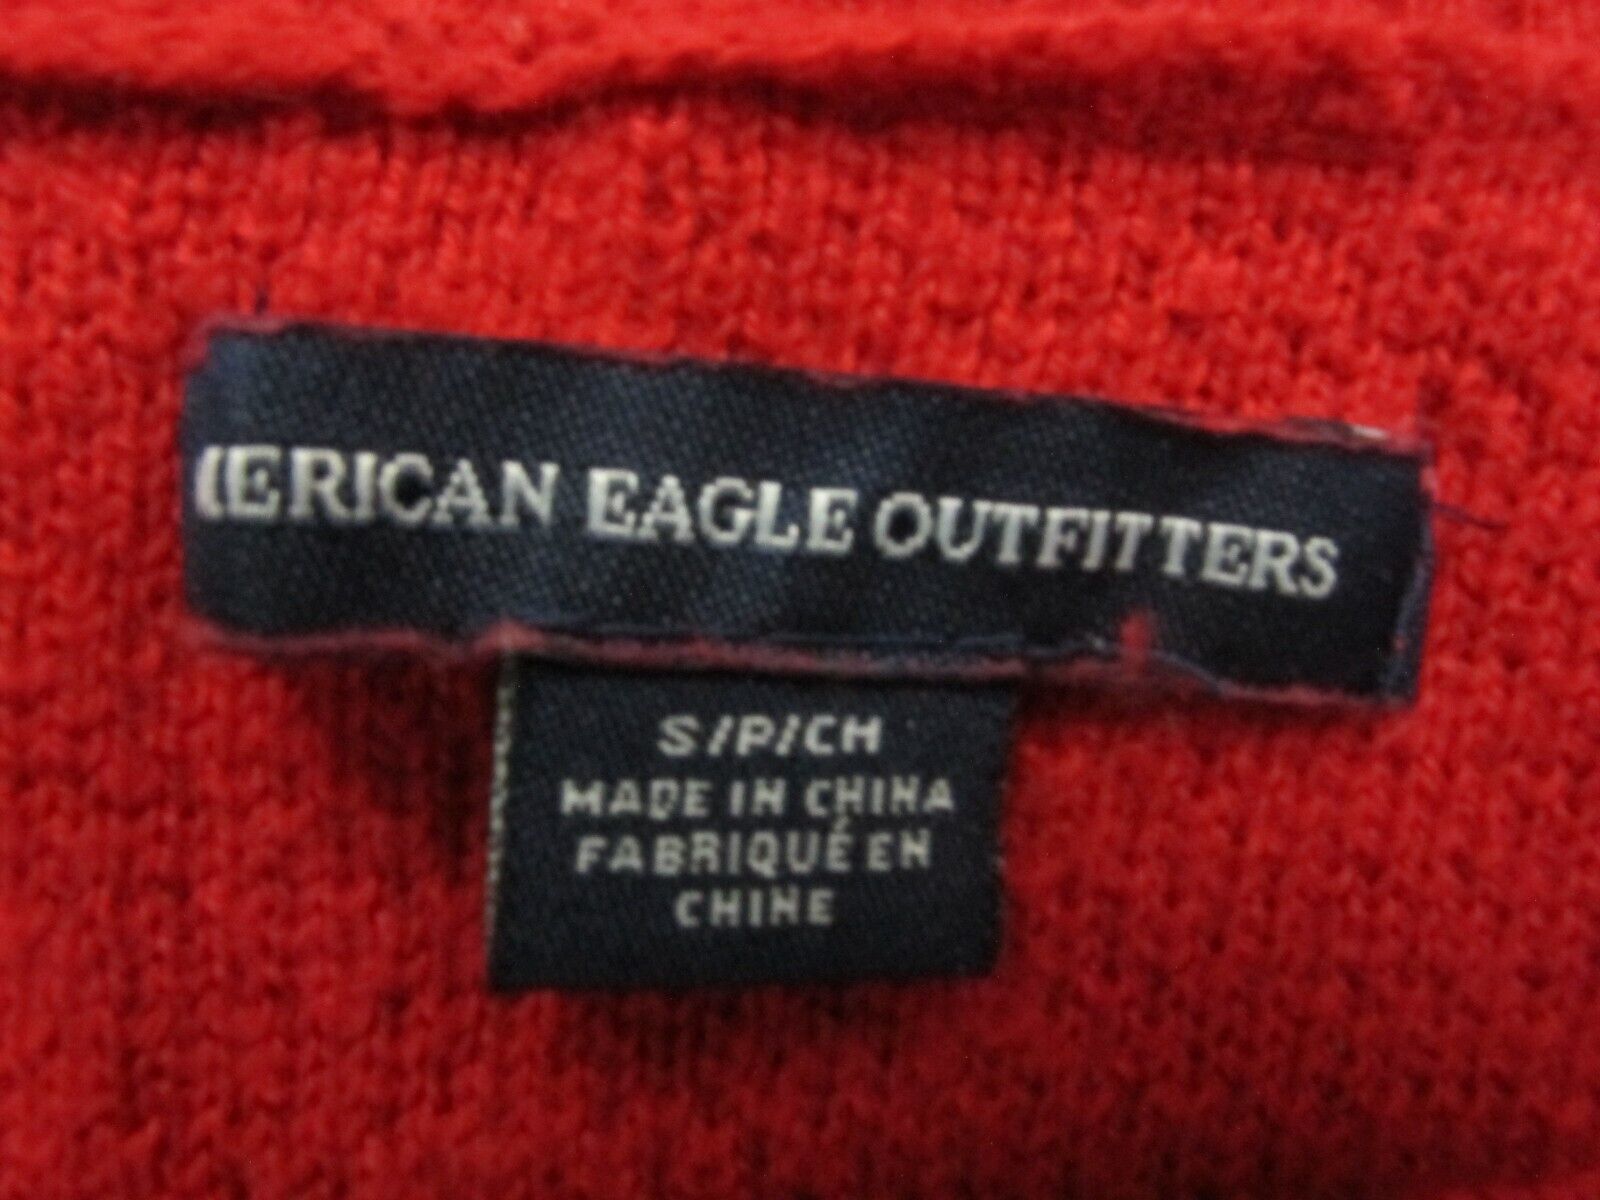 ERICAN EAGLE OUTFITTERS
S/P/CH
MADE IN CHINA
FABRIQUÉ EN
CHINE